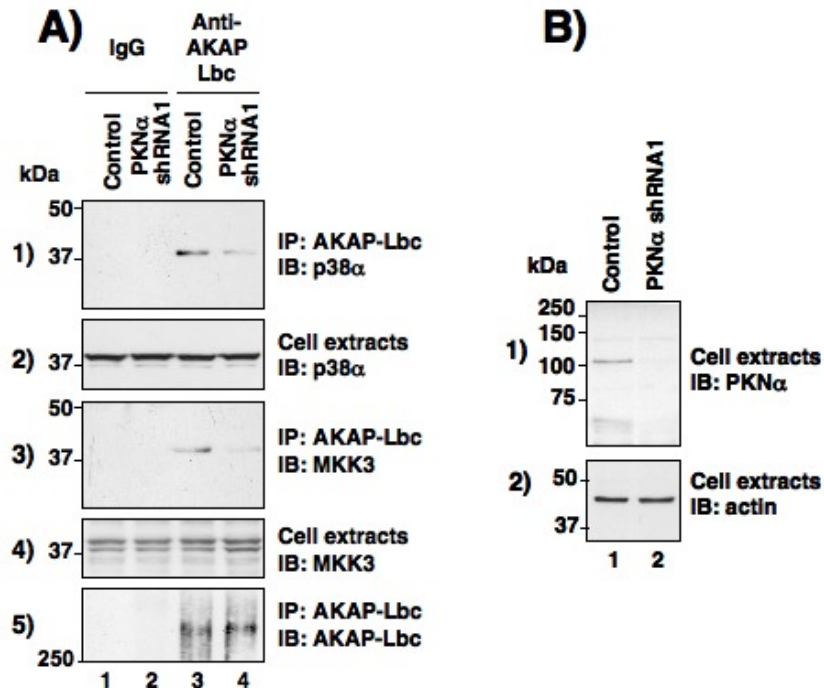 A)
IgG
Anti-
AKAP
Lbc
Control
PKNα
shRNA1
Control
PKNα
shRNA1
kDa
50
1) 37
IP: AKAP-Lbc
IB: p38α
2) 37
Cell extracts
IB: p38α
50
3) 37
IP: AKAP-Lbc
IB: MKK3
4) 37
Cell extracts
IB: MKK3
5)
250
IP: AKAP-Lbc
IB: AKAP-Lbc
1 2 3 4
B)
Control
PKNα shRNA1
kDa
250
150
1)
100
75
Cell extracts
IB: PKNα
2) 50
37
Cell extracts
IB: actin
1 2